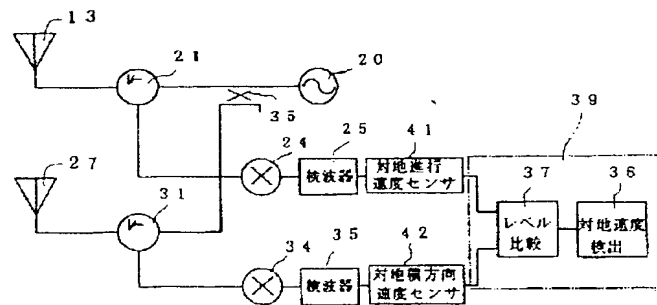 13
21
20
36
39
24
25
41
検波器
対地進行
速度センサ
27
31
37
36
レベル
比較
対地速度
検出
34
35
42
検波器
対地横方向
速度センサ